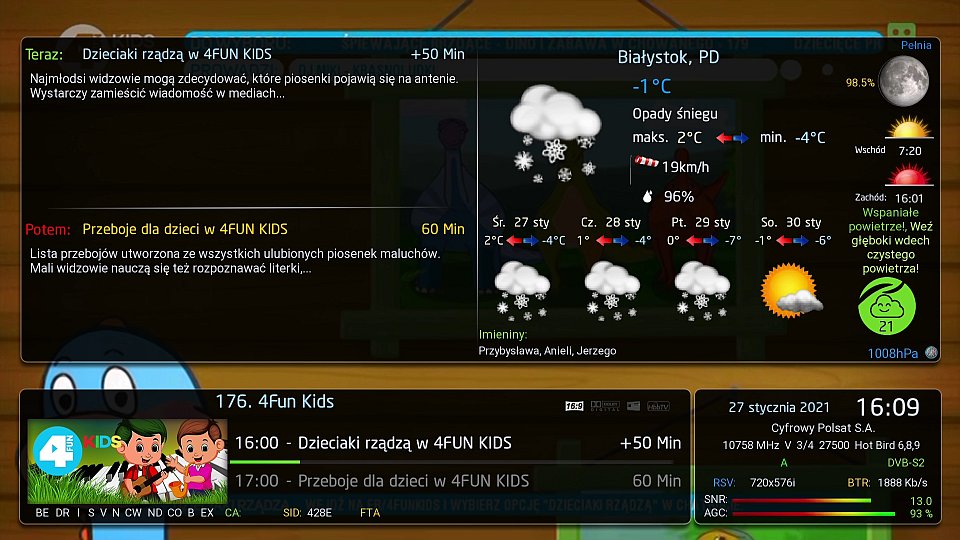 Teraz: Dzieciaki rządzą w 4FUN KIDS +50 Min
Najmłodsi widzowie mogą zdecydować, które piosenki pojawią się na antenie.
Wystarczy zamieścić wiadomość w mediach...
Potem: Przeboje dla dzieci w 4FUN KIDS 60 Min
Lista przebojów utworzona ze wszystkich ulubionych piosenek maluchów.
Mali widzowie nauczą się też rozpoznawać literki,...
Białystok, PD
-1°C
Opady śniegu
maks. 2°C min. -4°C
19km/h
96%
Śr. 27 sty Cz. 28 sty Pt. 29 sty So. 30 sty
2°C -4°C 1° -4° 0° -7° -1° -6°
Imieniny:
Przybysława, Anieli, Jerzego
Pełnia
98.5%
Wschód 7:20
Zachód: 16:01
Wspaniałe
powietrze!, Weź
głęboki wdech
czystego
powietrza!
21
1008hPa
176. 4Fun Kids
16:9 DOLBY DIGITAL HbbTV
4 FUN KIDS
16:00 - Dzieciaki rządzą w 4FUN KIDS +50 Min
17:00 - Przeboje dla dzieci w 4FUN KIDS 60 Min
BE DR I S V N CW ND CO B EX CA: SID: 428E FTA
27 stycznia 2021 16:09
Cyfrowy Polsat S.A.
10758 MHz V 3/4 27500 Hot Bird 6,8,9
A DVB-S2
RSV: 720x576i BTR: 1888 Kb/s
SNR: 13.0
AGC: 93 %